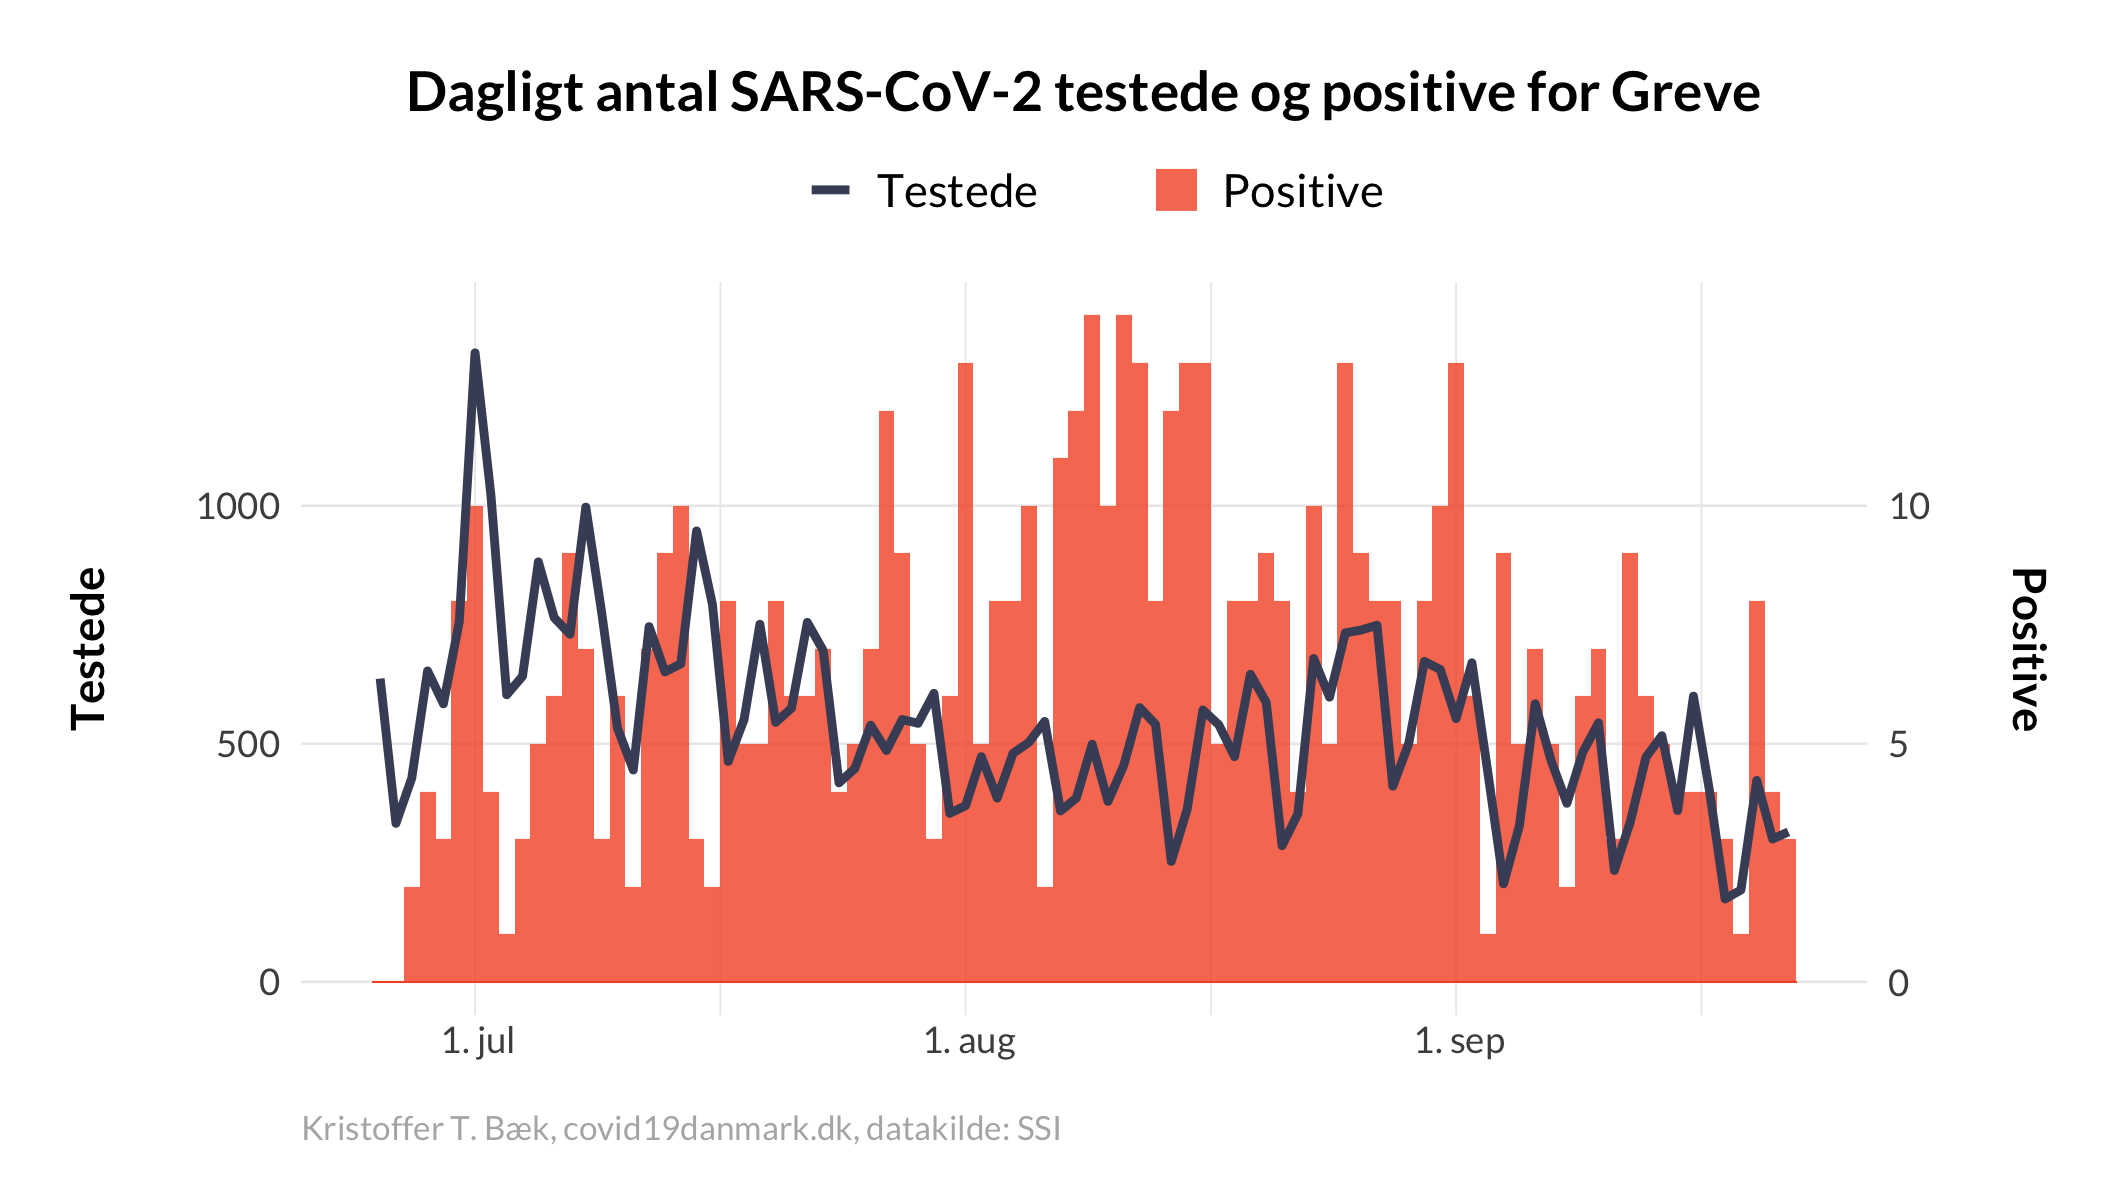 Dagligt antal SARS-CoV-2 testede og positive for Greve
Testede Positive
1000 10
Testede
Positive
500 5
0 0
1. jul 1. aug 1. sep
Kristoffer T. Bæk, covid19danmark.dk, datakilde: SSI